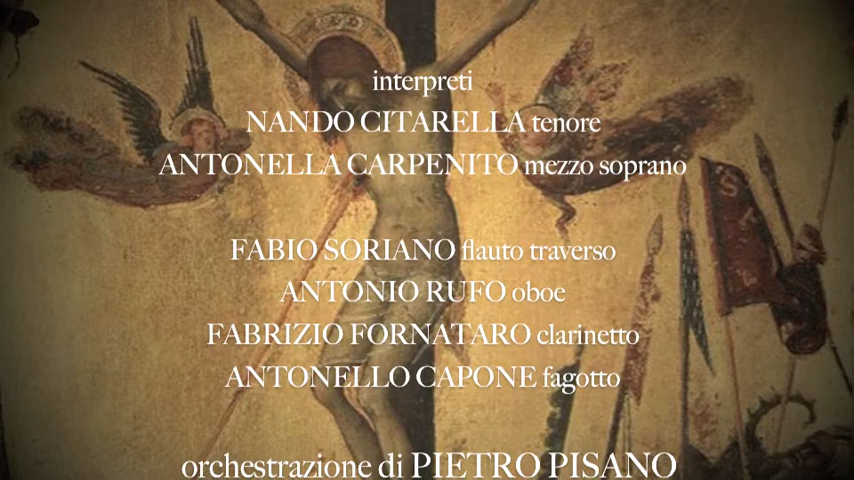 interpreti
NANDO CITARELLA tenore
ANTONELLA CARPENITO mezzo soprano
FABIO SORIANO flauto traverso
ANTONIO RUFO oboe
FABRIZIO FORNATARO clarinetto
ANTONELLO CAPONE fagotto
orchestrazione di PIETRO PISANO